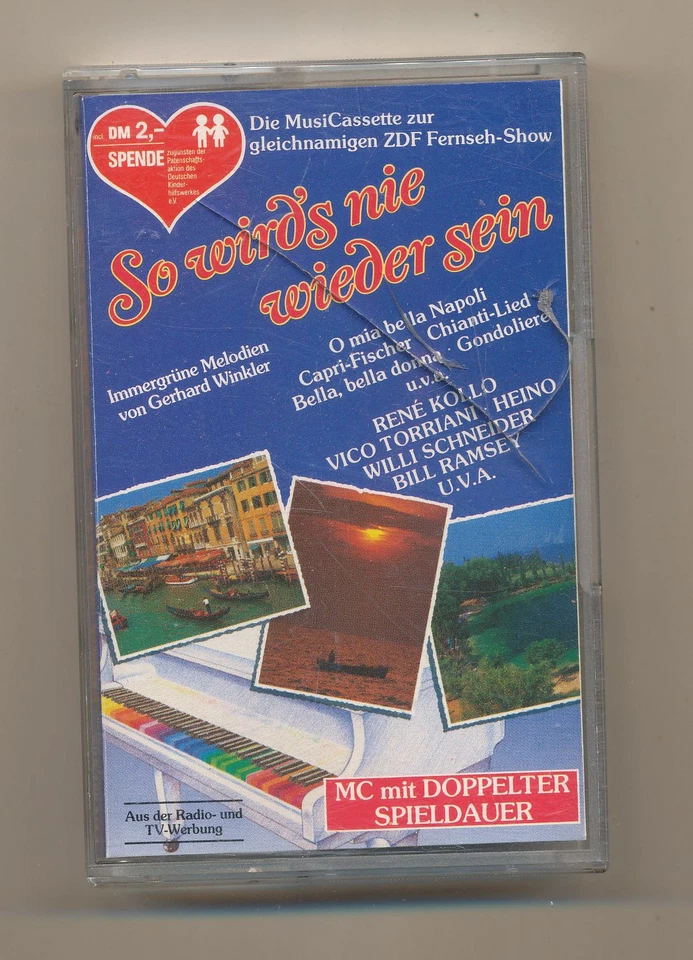 incl. DM 2,-
SPENDE
zugunsten der
Patenschafts-
aktion des
Deutschen
Kinder-
hilfswerkes
e.V.
Die MusiCassette zur
gleichnamigen ZDF Fernseh-Show
So wird's nie
wieder sein
Immergrüne Melodien
von Gerhard Winkler
O mia bella Napoli
Capri-Fischer · Chianti-Lied
Bella, bella donna · Gondoliere
u.v.a.
RENÉ KOLLO
VICO TORRIANI · HEINO
WILLI SCHNEIDER
BILL RAMSEY
U.V.A.
MC mit DOPPELTER
SPIELDAUER
Aus der Radio- und
TV-Werbung